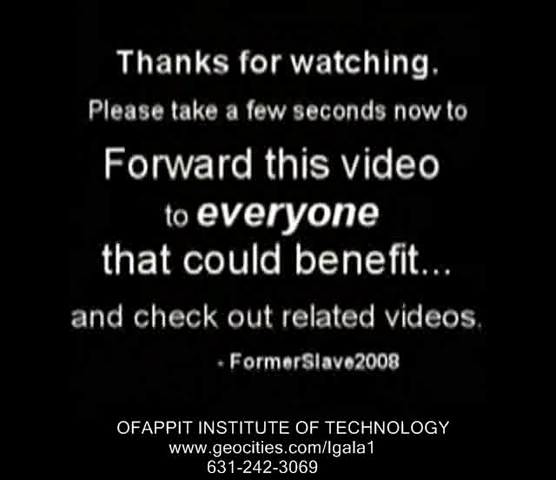 Thanks for watching.
Please take a few seconds now to
Forward this video
to everyone
that could benefit...
and check out related videos.
- FormerSlave2008
OFAPPIT INSTITUTE OF TECHNOLOGY
www.geocities.com/lgala1
631-242-3069